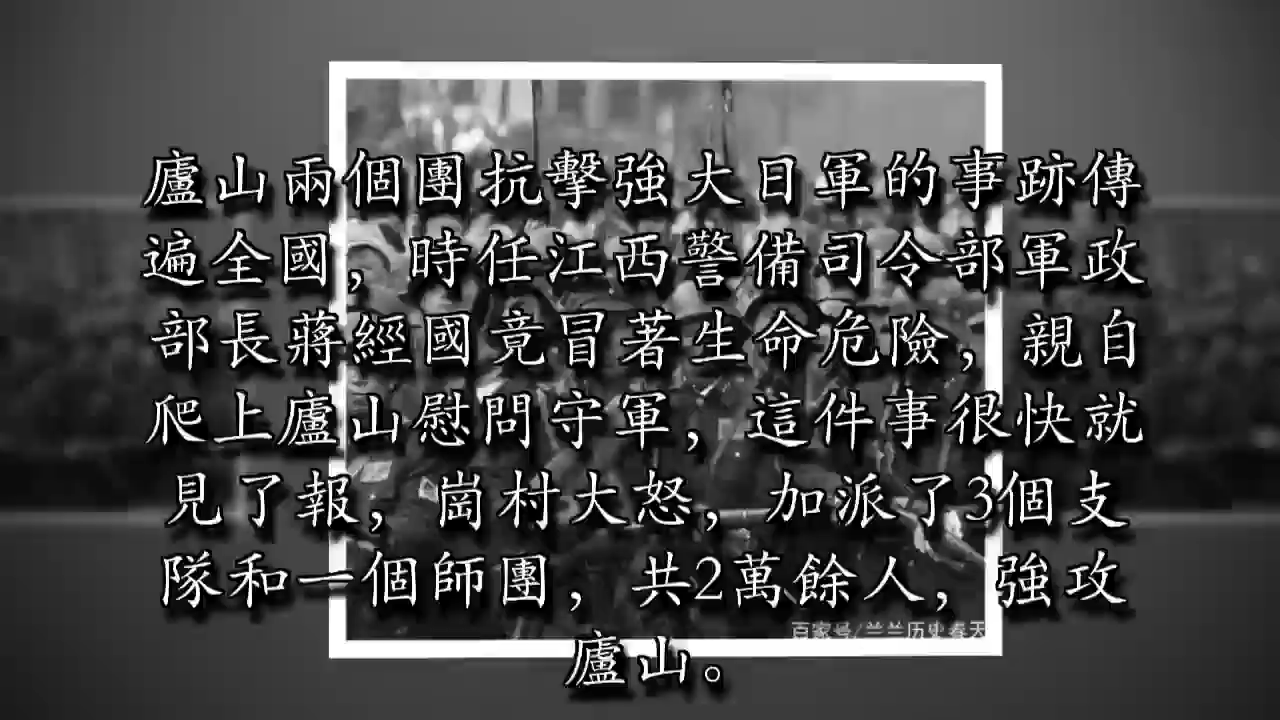 廬山兩個團抗擊強大日軍的事跡傳
遍全國，時任江西警備司令部軍政
部長蔣經國竟冒著生命危險，親自
爬上廬山慰問守軍，這件事很快就
見了報，崗村大怒，加派了3個支
隊和一個師團，共2萬餘人，強攻
廬山。
百家号/兰兰历史春天